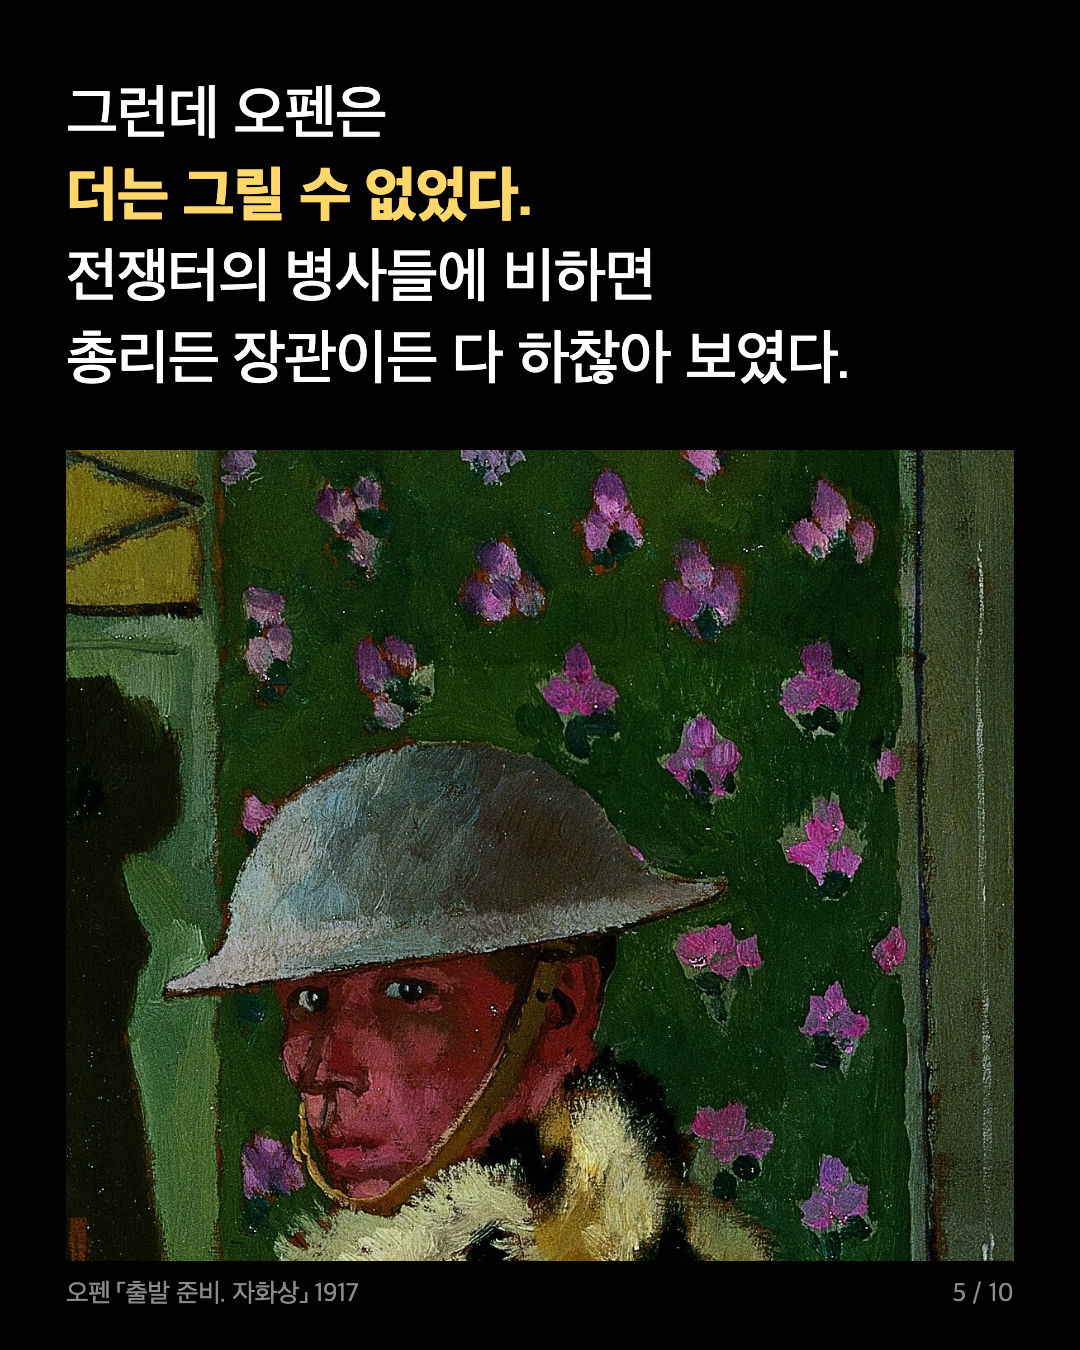 그런데 오펜은
더는 그릴 수 없었다.
전쟁터의 병사들에 비하면
총리든 장관이든 다 하찮아 보였다.
오펜 「출발 준비. 자화상」 1917
5 / 10